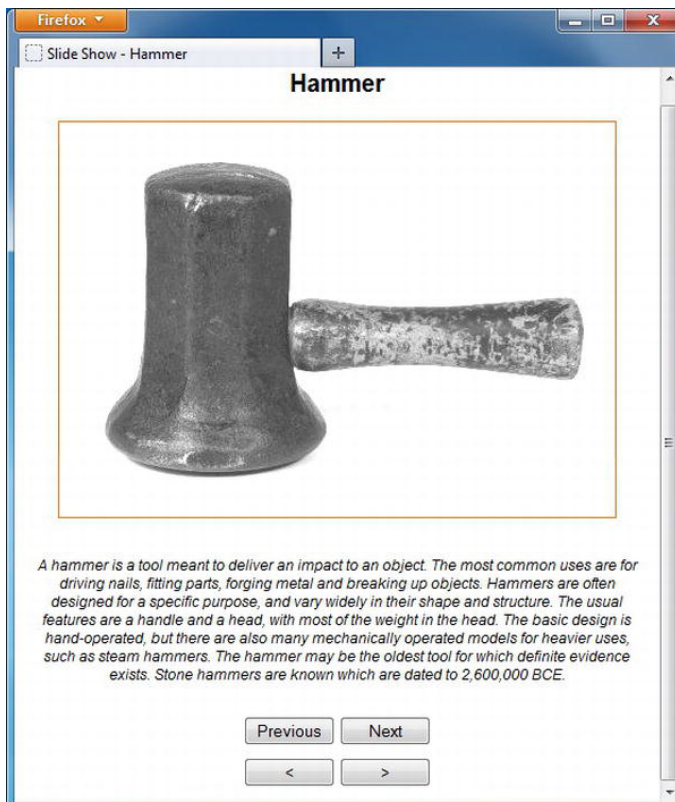 Firefox
Slide Show - Hammer
Hammer
A hammer is a tool meant to deliver an impact to an object. The most common uses are for
driving nails, fitting parts, forging metal and breaking up objects. Hammers are often
designed for a specific purpose, and vary widely in their shape and structure. The usual
features are a handle and a head, with most of the weight in the head. The basic design is
hand-operated, but there are also many mechanically operated models for heavier uses,
such as steam hammers. The hammer may be the oldest tool for which definite evidence
exists. Stone hammers are known which are dated to 2,600,000 BCE.
Previous Next
< >